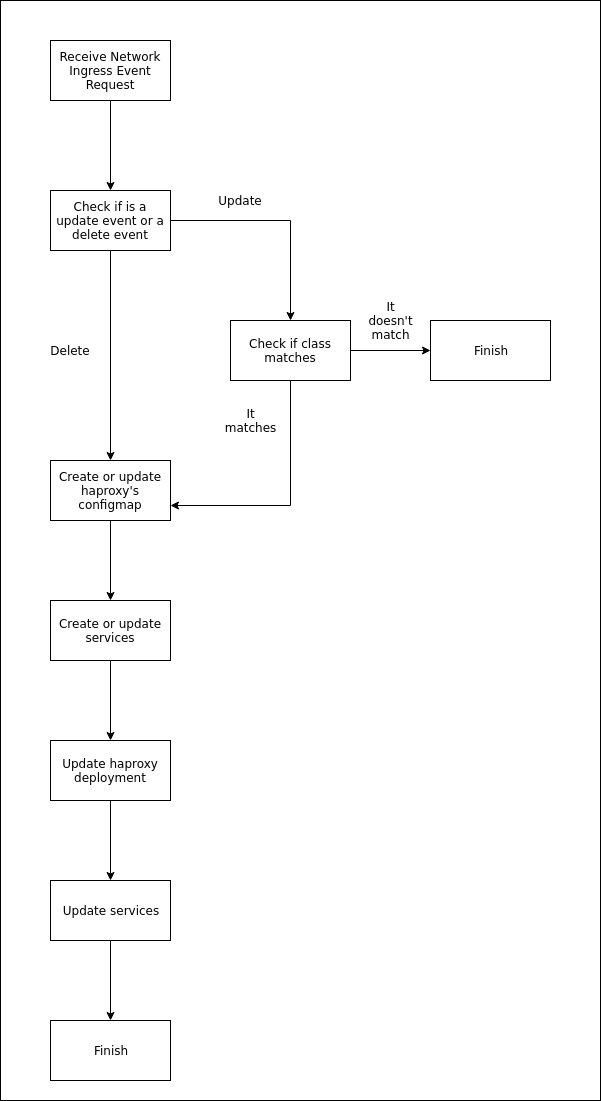 Receive Network
Ingress Event
Request
Check if is a
update event or a
delete event
Update
Delete
Check if class
matches
It
doesn't
match
Finish
It
matches
Create or update
haproxy's
configmap
Create or update
services
Update haproxy
deployment
Update services
Finish